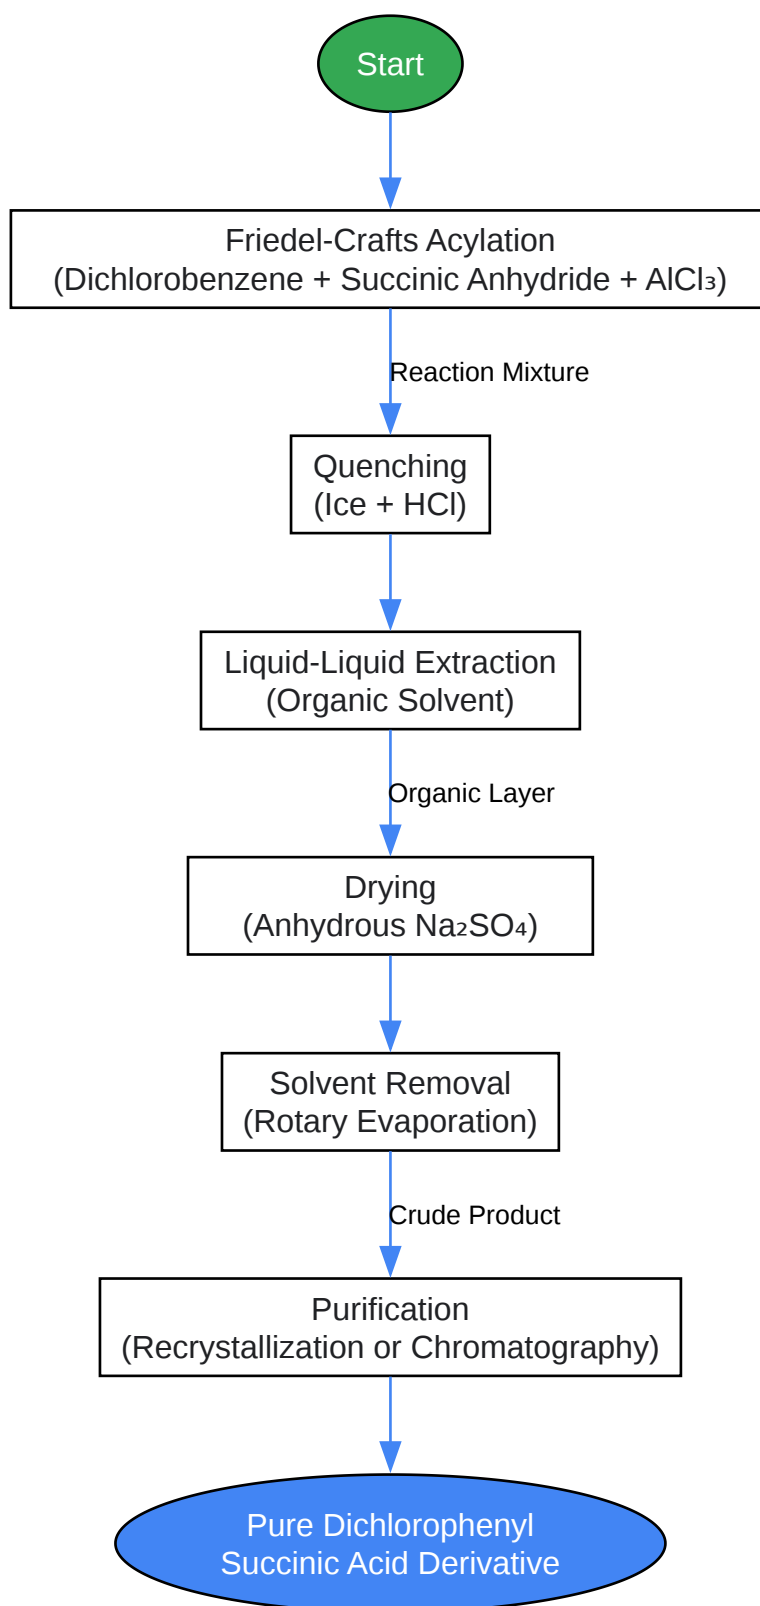 Start
Friedel-Crafts Acylation
(Dichlorobenzene + Succinic Anhydride + AlCl₃)
Reaction Mixture
Quenching
(Ice + HCl)
Liquid-Liquid Extraction
(Organic Solvent)
Organic Layer
Drying
(Anhydrous Na₂SO₄)
Solvent Removal
(Rotary Evaporation)
Crude Product
Purification
(Recrystallization or Chromatography)
Pure Dichlorophenyl
Succinic Acid Derivative